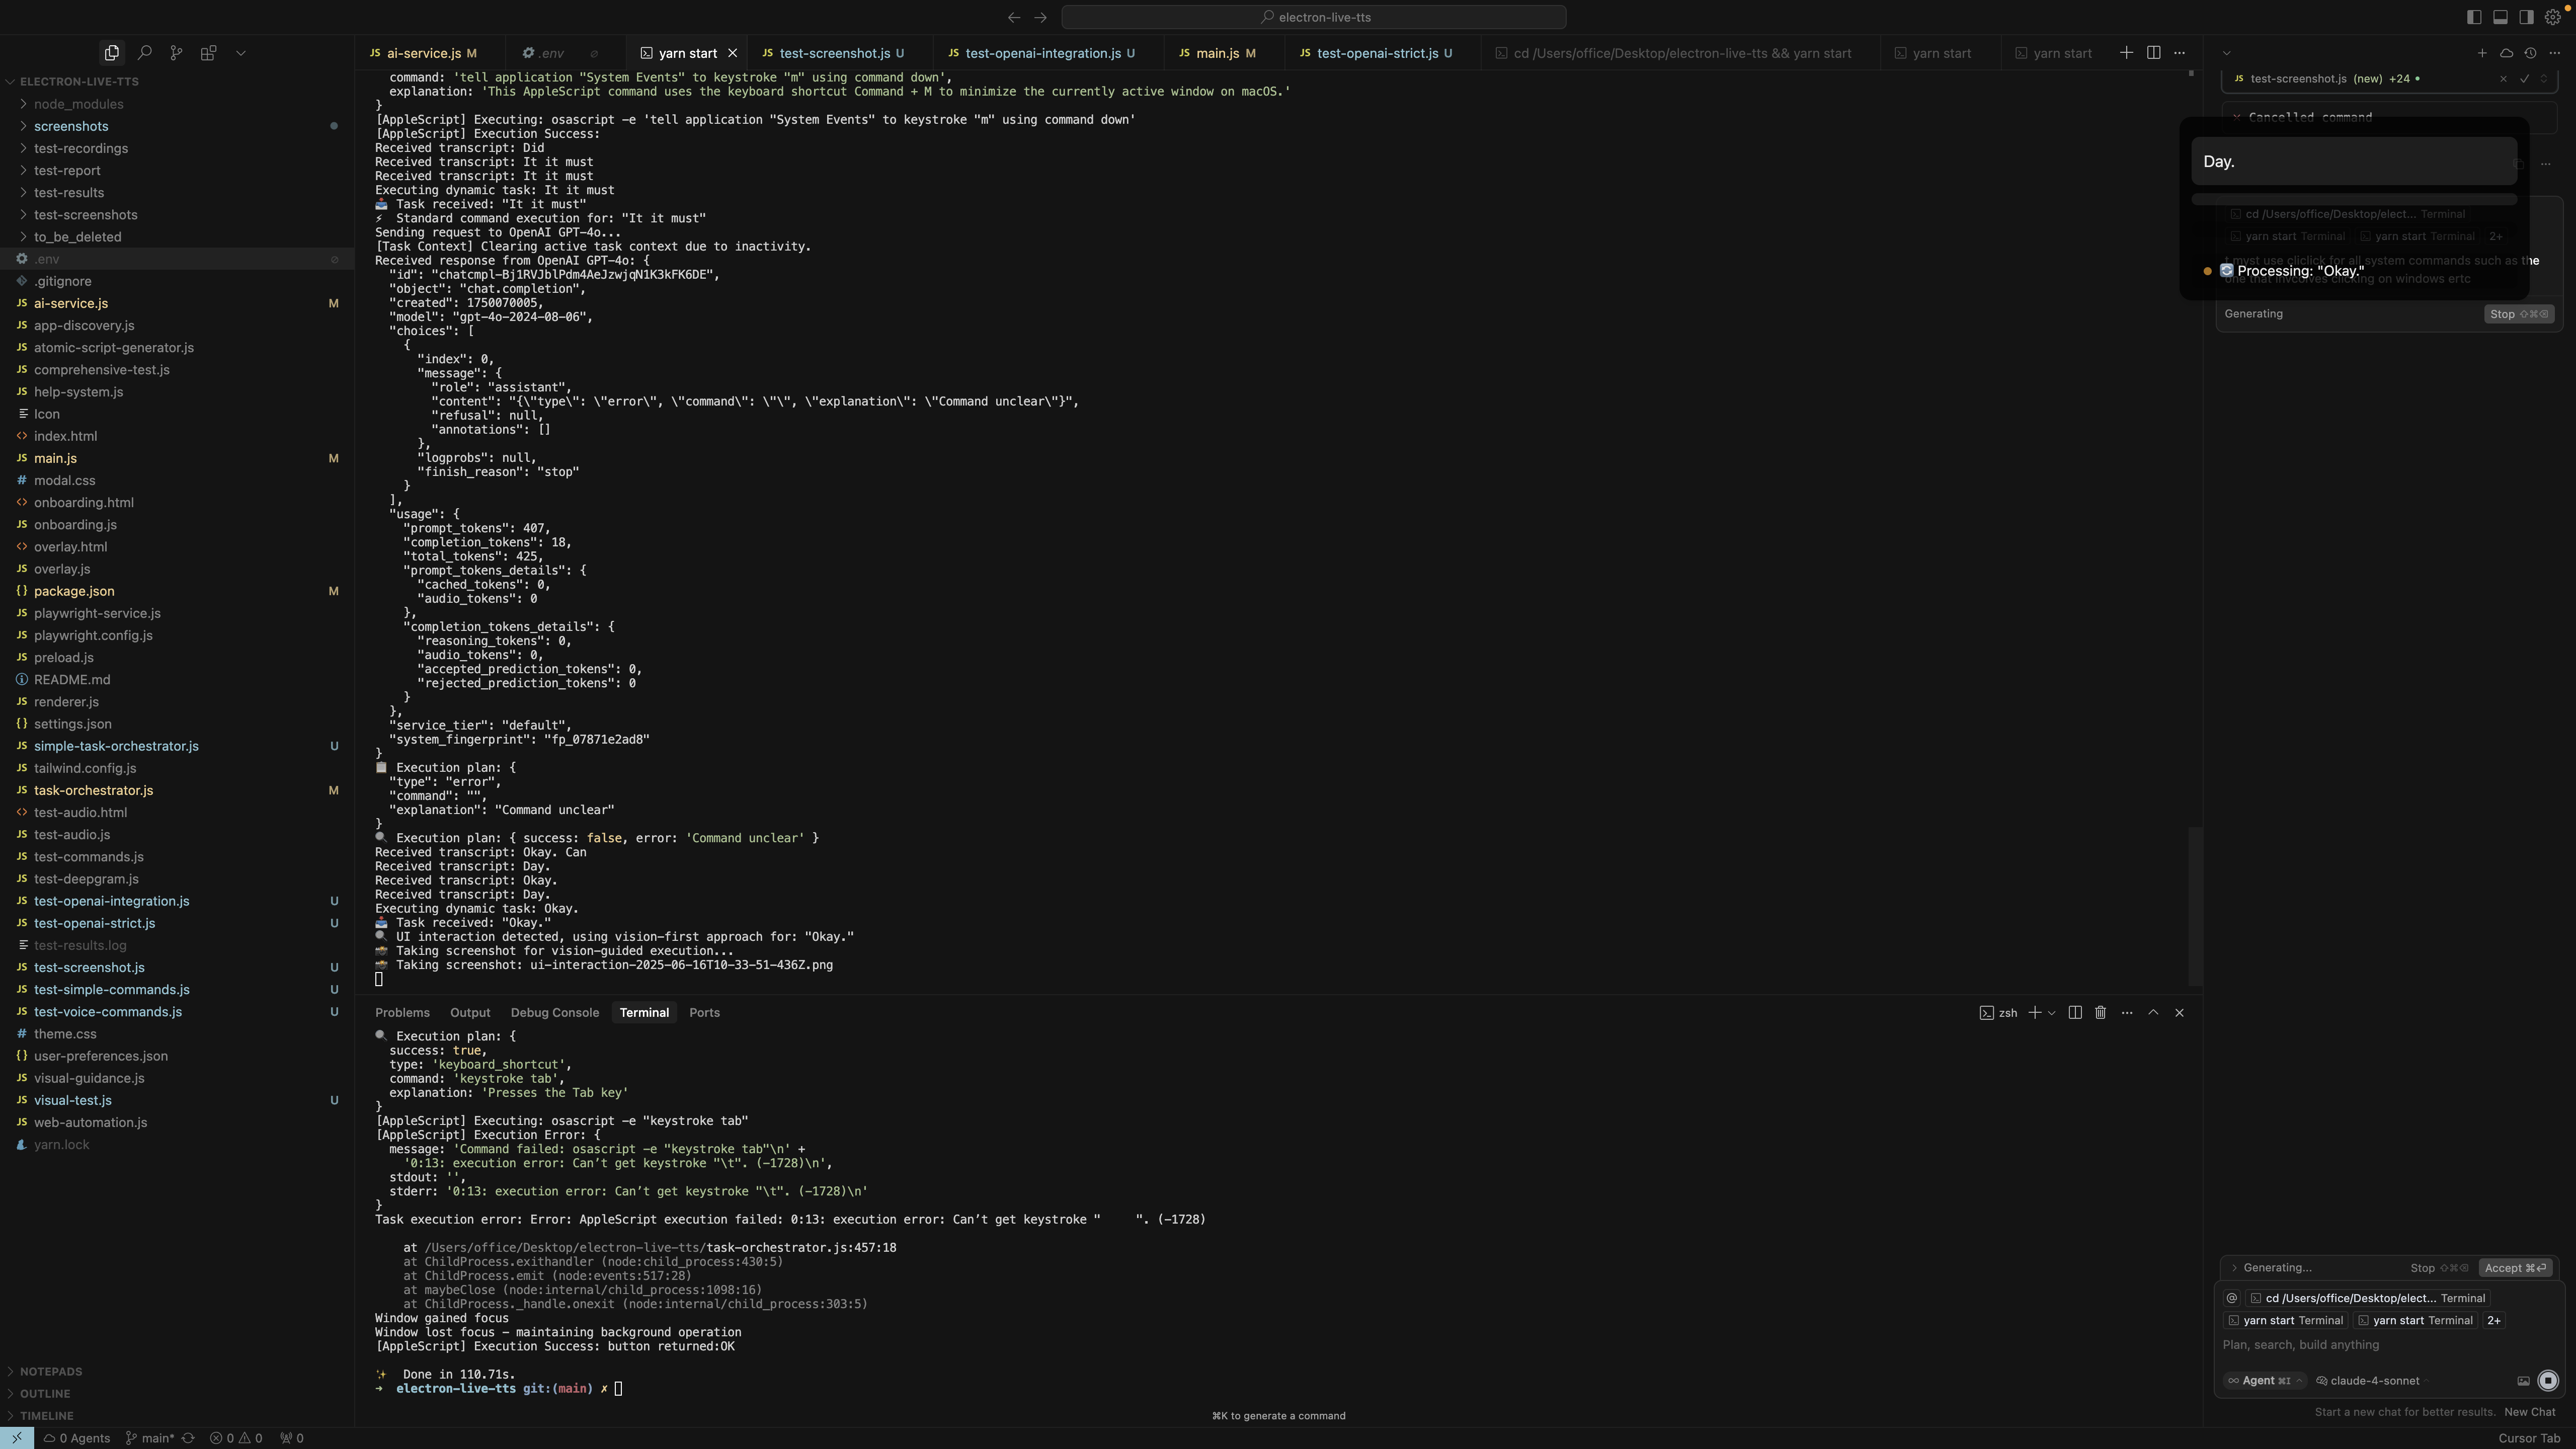 electron-live-tts
ai-service.js M
.env
yarn start
test-screenshot.js U
test-openai-integration.js U
main.js M
test-openai-strict.js U
cd /Users/office/Desktop/electron-live-tts && yarn start
yarn start
yarn start
ELECTRON-LIVE-TTS
node_modules
screenshots
test-recordings
test-report
test-results
test-screenshots
to_be_deleted
.env
.gitignore
JS ai-service.js M
JS app-discovery.js
JS atomic-script-generator.js
JS comprehensive-test.js
JS help-system.js
Icon
index.html
JS main.js M
# modal.css
onboarding.html
JS onboarding.js
overlay.html
JS overlay.js
{} package.json M
JS playwright-service.js
JS playwright.config.js
JS preload.js
README.md
JS renderer.js
{} settings.json
JS simple-task-orchestrator.js U
JS tailwind.config.js
JS task-orchestrator.js M
test-audio.html
JS test-audio.js
JS test-commands.js
JS test-deepgram.js
JS test-openai-integration.js U
JS test-openai-strict.js U
test-results.log
JS test-screenshot.js U
JS test-simple-commands.js U
JS test-voice-commands.js U
# theme.css
{} user-preferences.json
JS visual-guidance.js
JS visual-test.js U
JS web-automation.js
yarn.lock
NOTEPADS
OUTLINE
TIMELINE
command: 'tell application "System Events" to keystroke "m" using command down',
explanation: 'This AppleScript command uses the keyboard shortcut Command + M to minimize the currently active window on macOS.'
}
[AppleScript] Executing: osascript -e 'tell application "System Events" to keystroke "m" using command down'
[AppleScript] Execution Success:
Received transcript: Did
Received transcript: It it must
Received transcript: It it must
Executing dynamic task: It it must
📥 Task received: "It it must"
⚡ Standard command execution for: "It it must"
Sending request to OpenAI GPT-4o...
[Task Context] Clearing active task context due to inactivity.
Received response from OpenAI GPT-4o: {
"id": "chatcmpl-Bj1RVJblPdm4AeJzwjqN1K3kFK6DE",
"object": "chat.completion",
"created": 1750070005,
"model": "gpt-4o-2024-08-06",
"choices": [
{
"index": 0,
"message": {
"role": "assistant",
"content": "{\"type\": \"error\", \"command\": \"\", \"explanation\": \"Command unclear\"}",
"refusal": null,
"annotations": []
},
"logprobs": null,
"finish_reason": "stop"
}
],
"usage": {
"prompt_tokens": 407,
"completion_tokens": 18,
"total_tokens": 425,
"prompt_tokens_details": {
"cached_tokens": 0,
"audio_tokens": 0
},
"completion_tokens_details": {
"reasoning_tokens": 0,
"audio_tokens": 0,
"accepted_prediction_tokens": 0,
"rejected_prediction_tokens": 0
}
},
"service_tier": "default",
"system_fingerprint": "fp_07871e2ad8"
}
📋 Execution plan: {
"type": "error",
"command": "",
"explanation": "Command unclear"
}
🔍 Execution plan: { success: false, error: 'Command unclear' }
Received transcript: Okay. Can
Received transcript: Day.
Received transcript: Okay.
Received transcript: Day.
Executing dynamic task: Okay.
📥 Task received: "Okay."
🔍 UI interaction detected, using vision-first approach for: "Okay."
📸 Taking screenshot for vision-guided execution...
📸 Taking screenshot: ui-interaction-2025-06-16T10-33-51-436Z.png
Problems Output Debug Console Terminal Ports
zsh
🔍 Execution plan: {
success: true,
type: 'keyboard_shortcut',
command: 'keystroke tab',
explanation: 'Presses the Tab key'
}
[AppleScript] Executing: osascript -e "keystroke tab"
[AppleScript] Execution Error: {
message: 'Command failed: osascript -e "keystroke tab"\n' +
'0:13: execution error: Can’t get keystroke "\t". (-1728)\n',
stdout: '',
stderr: '0:13: execution error: Can’t get keystroke "\t". (-1728)\n'
}
Task execution error: Error: AppleScript execution failed: 0:13: execution error: Can’t get keystroke " ". (-1728)
at /Users/office/Desktop/electron-live-tts/task-orchestrator.js:457:18
at ChildProcess.exithandler (node:child_process:430:5)
at ChildProcess.emit (node:events:517:28)
at maybeClose (node:internal/child_process:1098:16)
at ChildProcess._handle.onexit (node:internal/child_process:303:5)
Window gained focus
Window lost focus – maintaining background operation
[AppleScript] Execution Success: button returned:OK
✨ Done in 110.71s.
➜ electron-live-tts git:(main) ✗
⌘K to generate a command
JS test-screenshot.js (new) +24
Cancelled command
Day.
cd /Users/office/Desktop/elect... Terminal
yarn start Terminal yarn start Terminal 2+
t myst use cliclick for all system commands such as the
Processing: "Okay."
one that invcolves clicking on windows ertc
Generating Stop ⇧⌘⌫
Generating... Stop ⇧⌘⌫ Accept ⌘⏎
@ cd /Users/office/Desktop/elect... Terminal
yarn start Terminal yarn start Terminal 2+
Plan, search, build anything
Agent ⌘I claude-4-sonnet
Start a new chat for better results. New Chat
0 Agents main* 0 0 0
Cursor Tab